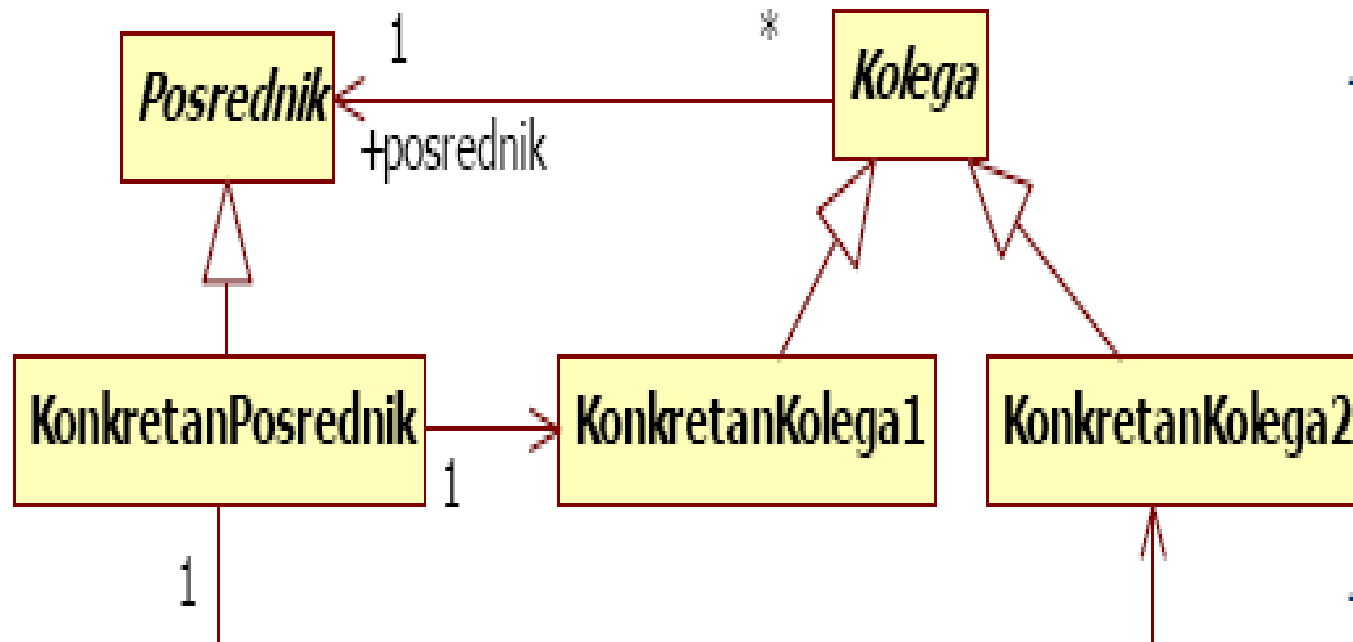 1
*
Posrednik
Kolega
+posrednik
KonkretanPosrednik
KonkretanKolega1
KonkretanKolega2
1
1